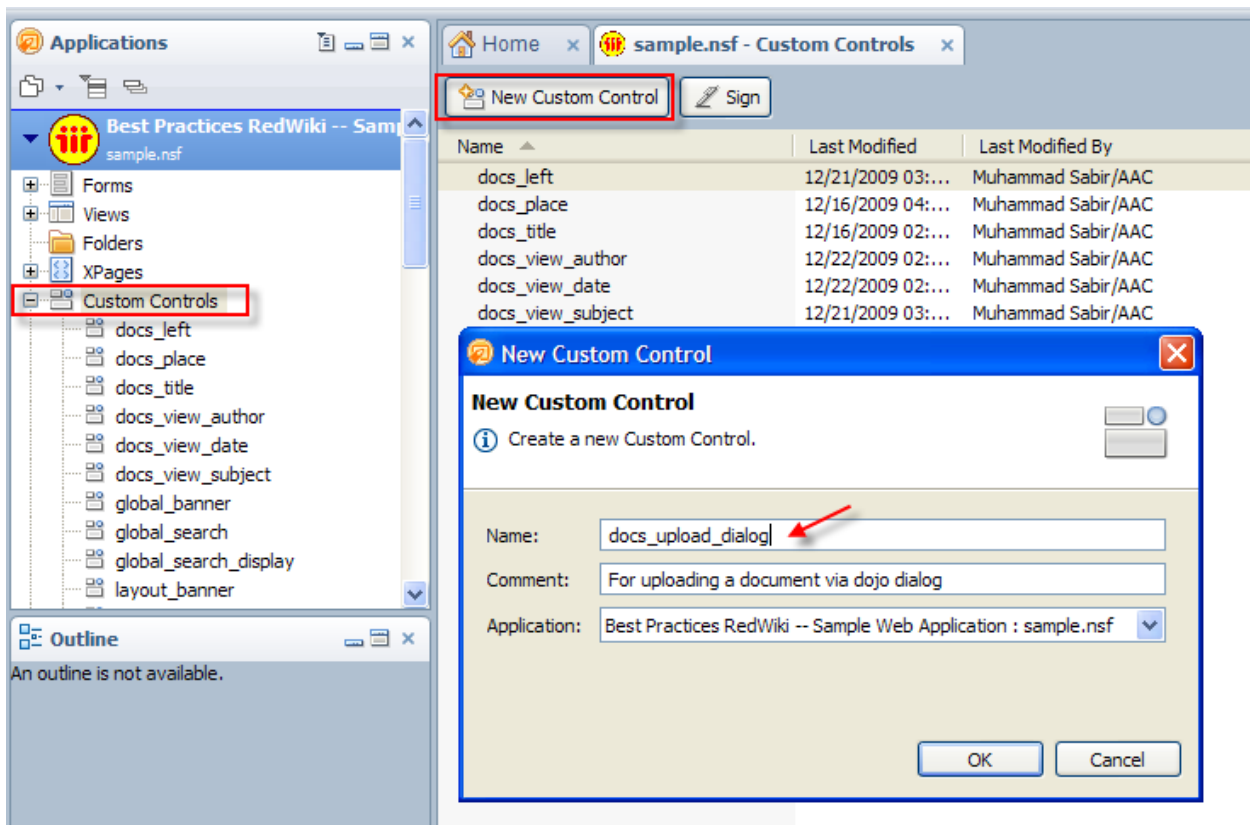 Applications
Best Practices RedWiki -- Sam
sample.nsf
Forms
Views
Folders
XPages
Custom Controls
docs_left
docs_place
docs_title
docs_view_author
docs_view_date
docs_view_subject
global_banner
global_search
global_search_display
layout_banner
Outline
An outline is not available.
Home
sample.nsf - Custom Controls
New Custom Control
Sign
Name Last Modified Last Modified By
docs_left 12/21/2009 03:... Muhammad Sabir/AAC
docs_place 12/16/2009 04:... Muhammad Sabir/AAC
docs_title 12/16/2009 02:... Muhammad Sabir/AAC
docs_view_author 12/22/2009 02:... Muhammad Sabir/AAC
docs_view_date 12/22/2009 02:... Muhammad Sabir/AAC
docs_view_subject 12/21/2009 03:... Muhammad Sabir/AAC
New Custom Control
New Custom Control
Create a new Custom Control.
Name: docs_upload_dialog
Comment: For uploading a document via dojo dialog
Application: Best Practices RedWiki -- Sample Web Application : sample.nsf
OK Cancel